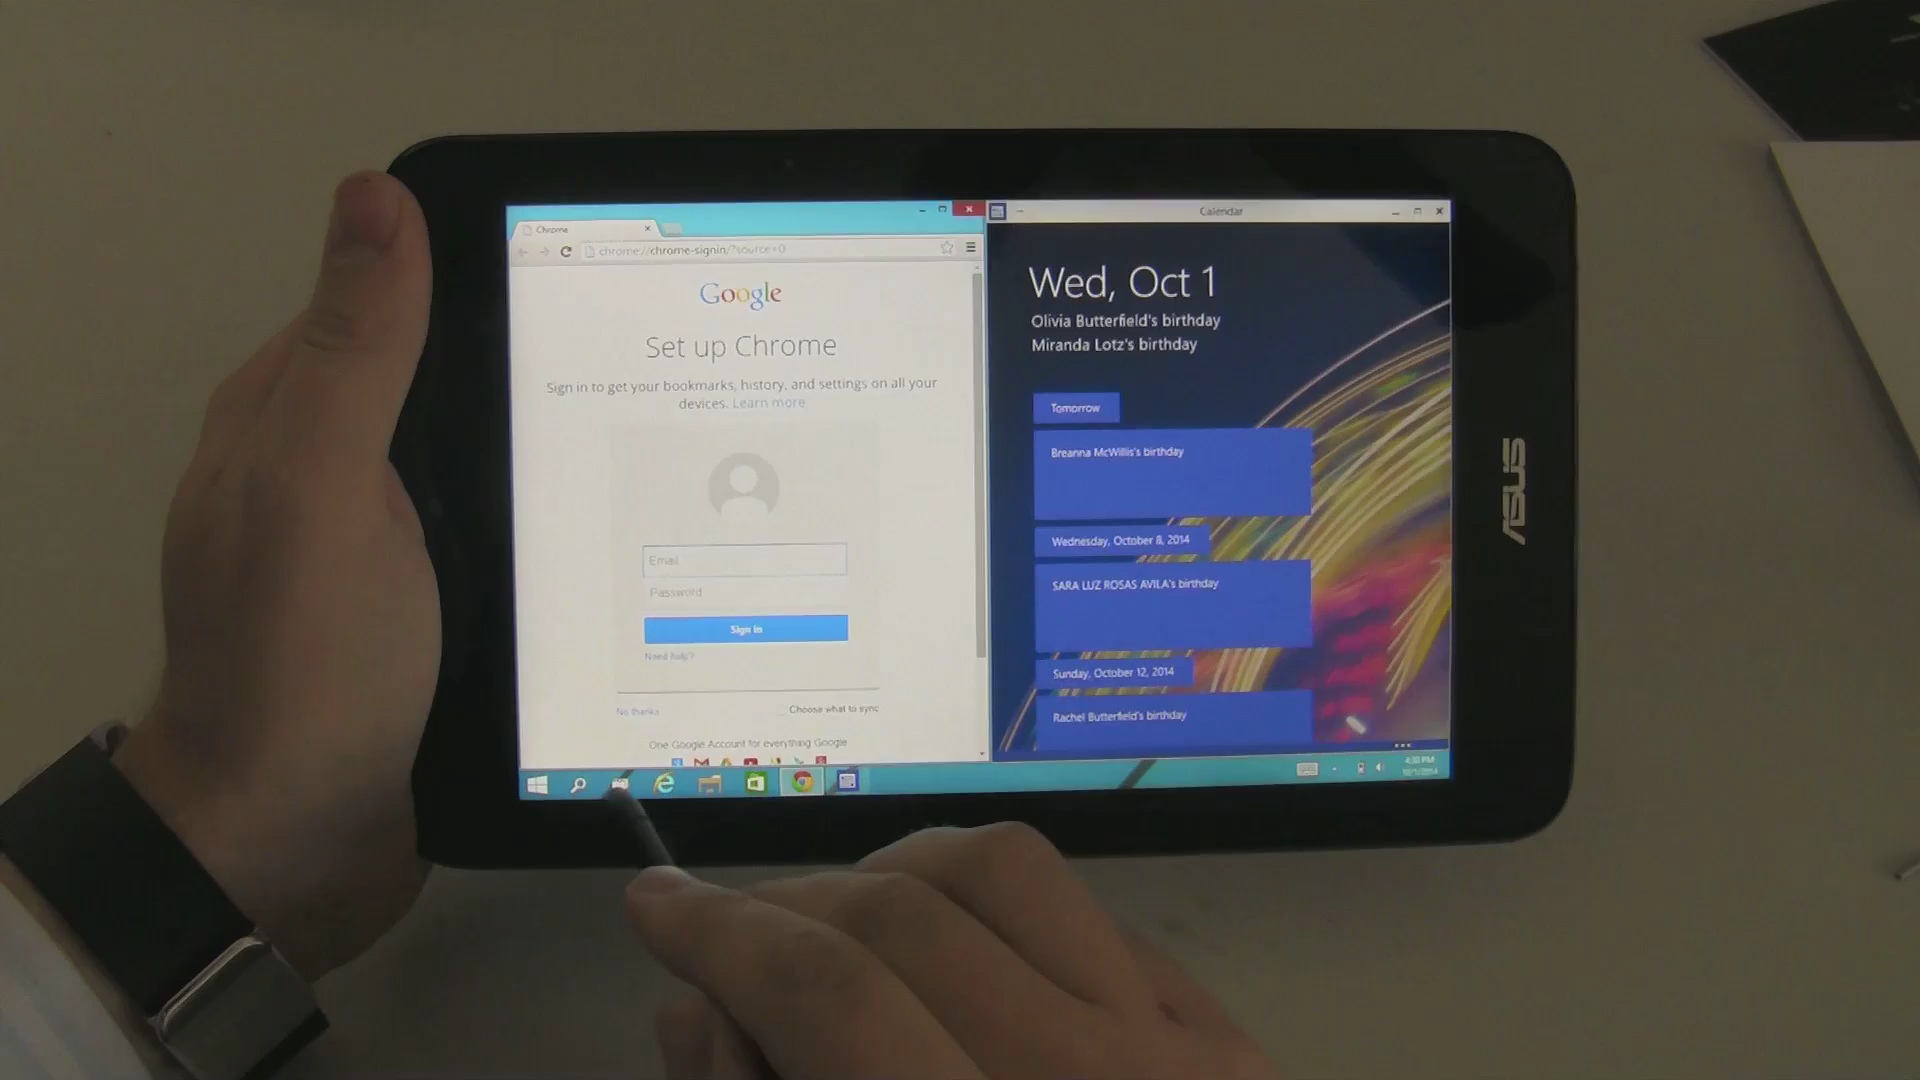 Chrome
chrome://chrome-signin/?source=0
Google
Set up Chrome
Sign in to get your bookmarks, history, and settings on all your
devices. Learn more
Email
Password
Sign in
Need help?
No thanks
Choose what to sync
One Google Account for everything Google
Calendar
Wed, Oct 1
Olivia Butterfield's birthday
Miranda Lotz's birthday
Tomorrow
Breanna McWillis's birthday
Wednesday, October 8, 2014
SARA LUZ ROSAS AVILA's birthday
Sunday, October 12, 2014
Rachel Butterfield's birthday
10/1/2014
ASUS